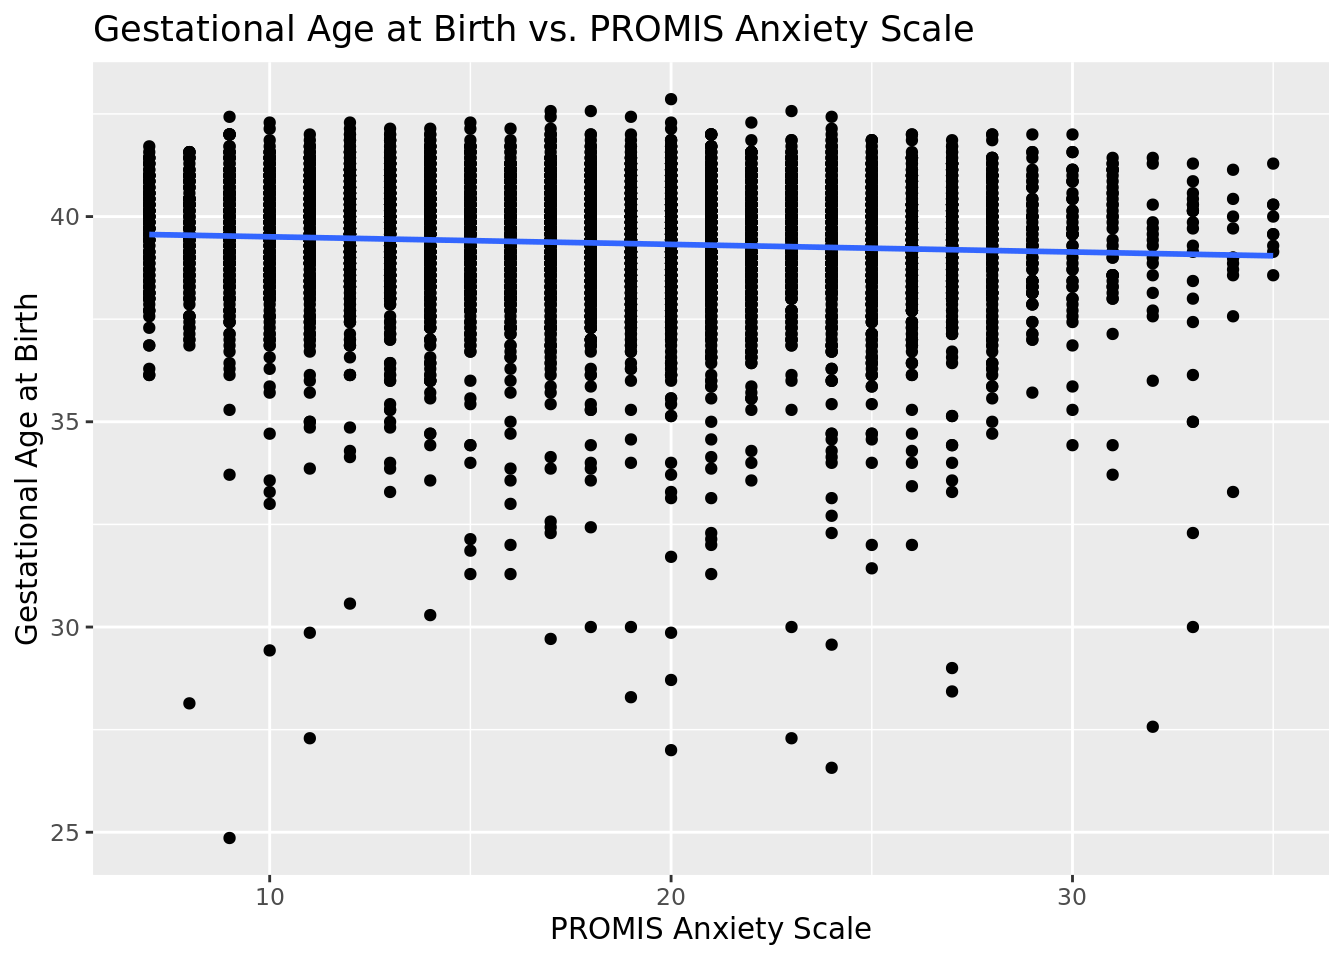 Gestational Age at Birth vs. PROMIS Anxiety Scale
Gestational Age at Birth
40
35
30
25
10
20
30
PROMIS Anxiety Scale